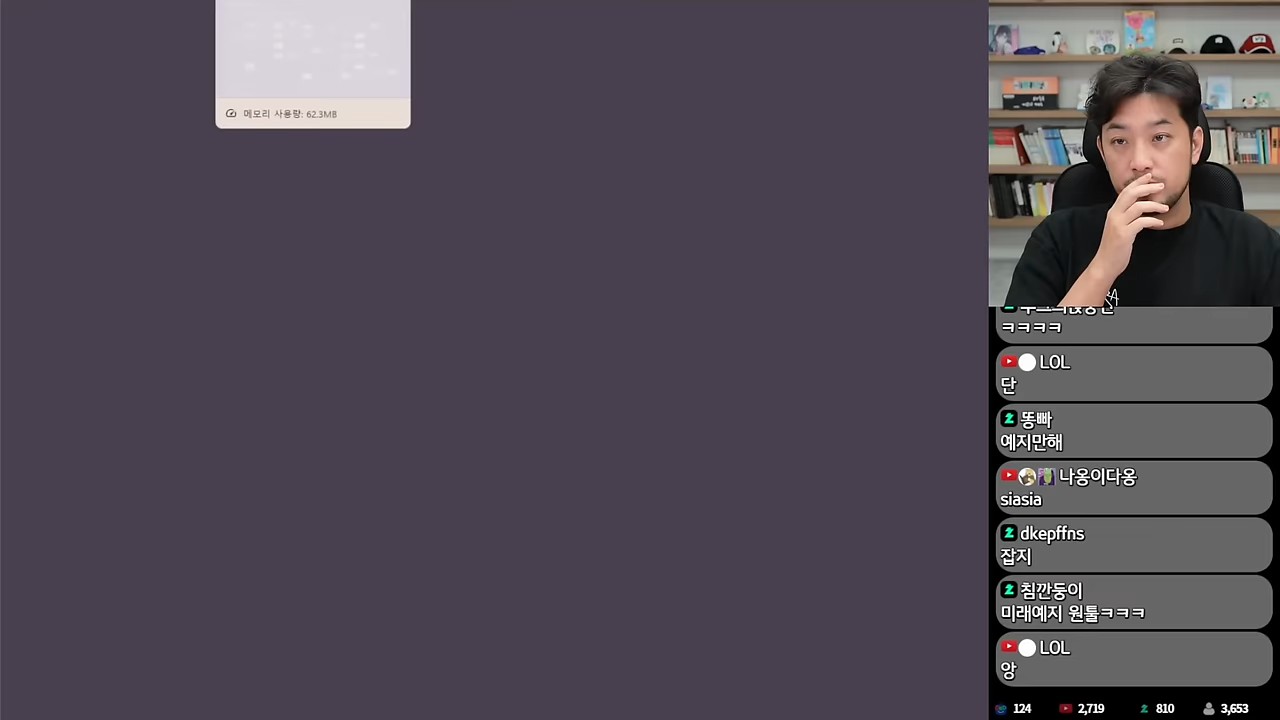 메모리 사용량: 62.3MB
ㅋㅋㅋㅋ
LOL
단
똥빠
예지만해
나옹이다옹
siasia
dkepffns
잡지
침깐둥이
미래예지 원툴ㅋㅋㅋ
LOL
앙
124
2,719
810
3,653